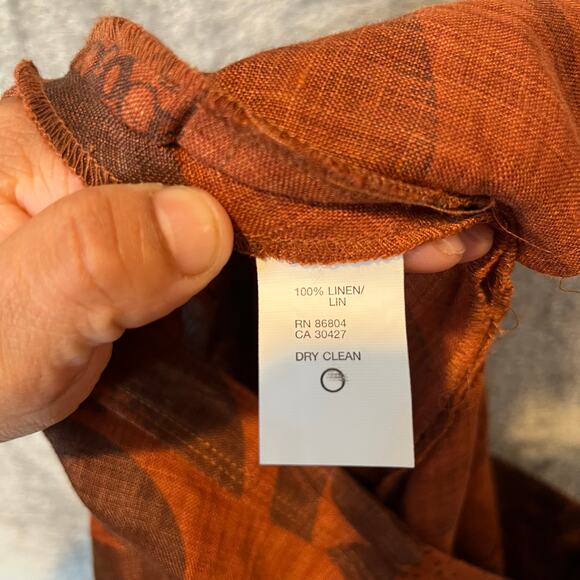 100% LINEN/
LIN
RN 86804
CA 30427
DRY CLEAN